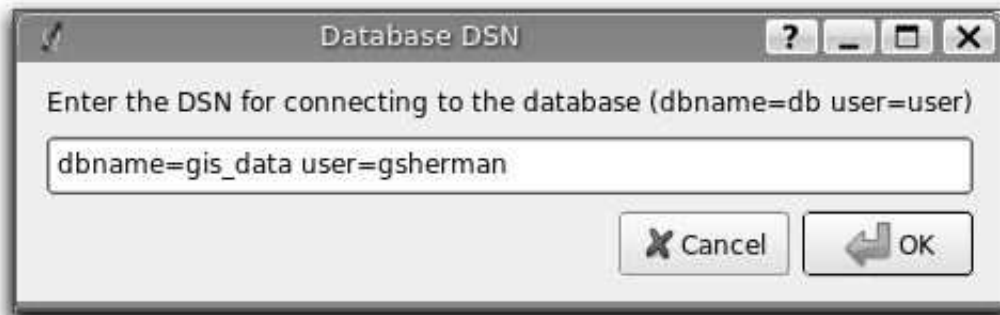 Database DSN
?
Enter the DSN for connecting to the database (dbname=db user=user)
dbname=gis_data user=gsherman
Cancel
OK